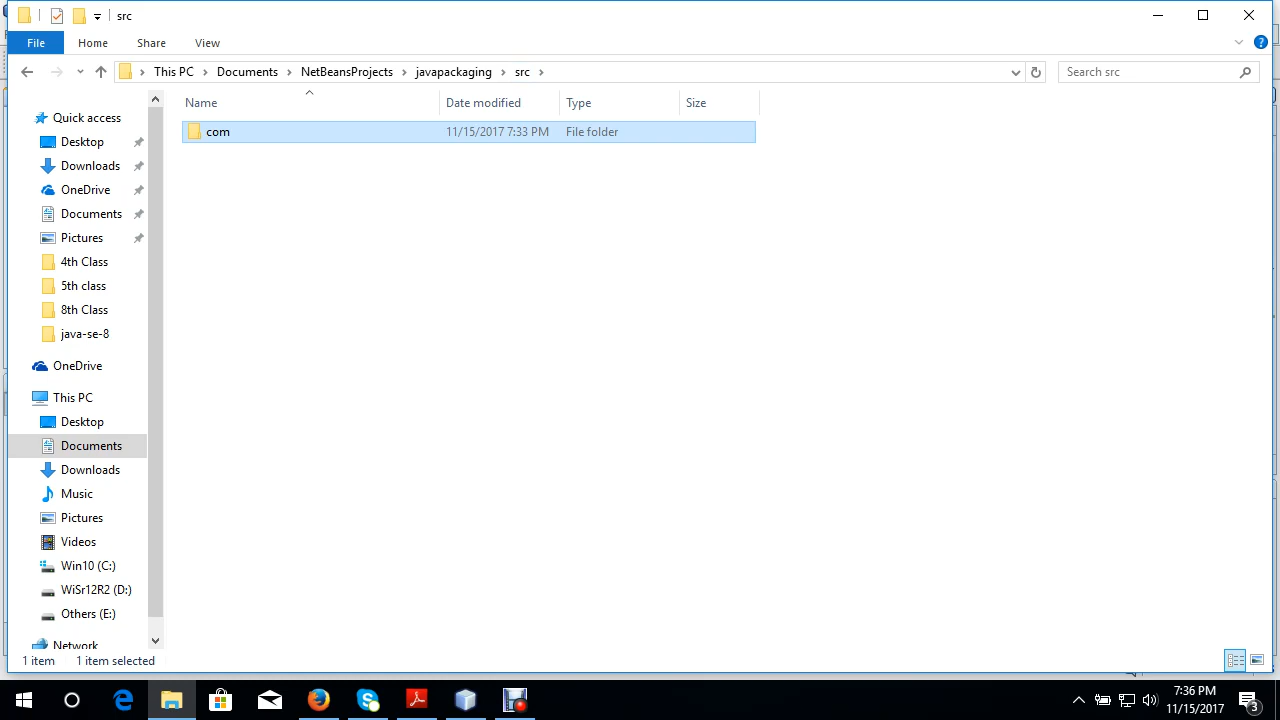 src
File Home Share View
This PC Documents NetBeansProjects javapackaging src Search src
Name Date modified Type Size
com 11/15/2017 7:33 PM File folder
Quick access
Desktop
Downloads
OneDrive
Documents
Pictures
4th Class
5th class
8th Class
java-se-8
OneDrive
This PC
Desktop
Documents
Downloads
Music
Pictures
Videos
Win10 (C:)
WiSr12R2 (D:)
Others (E:)
Network
1 item 1 item selected
7:36 PM
11/15/2017
3